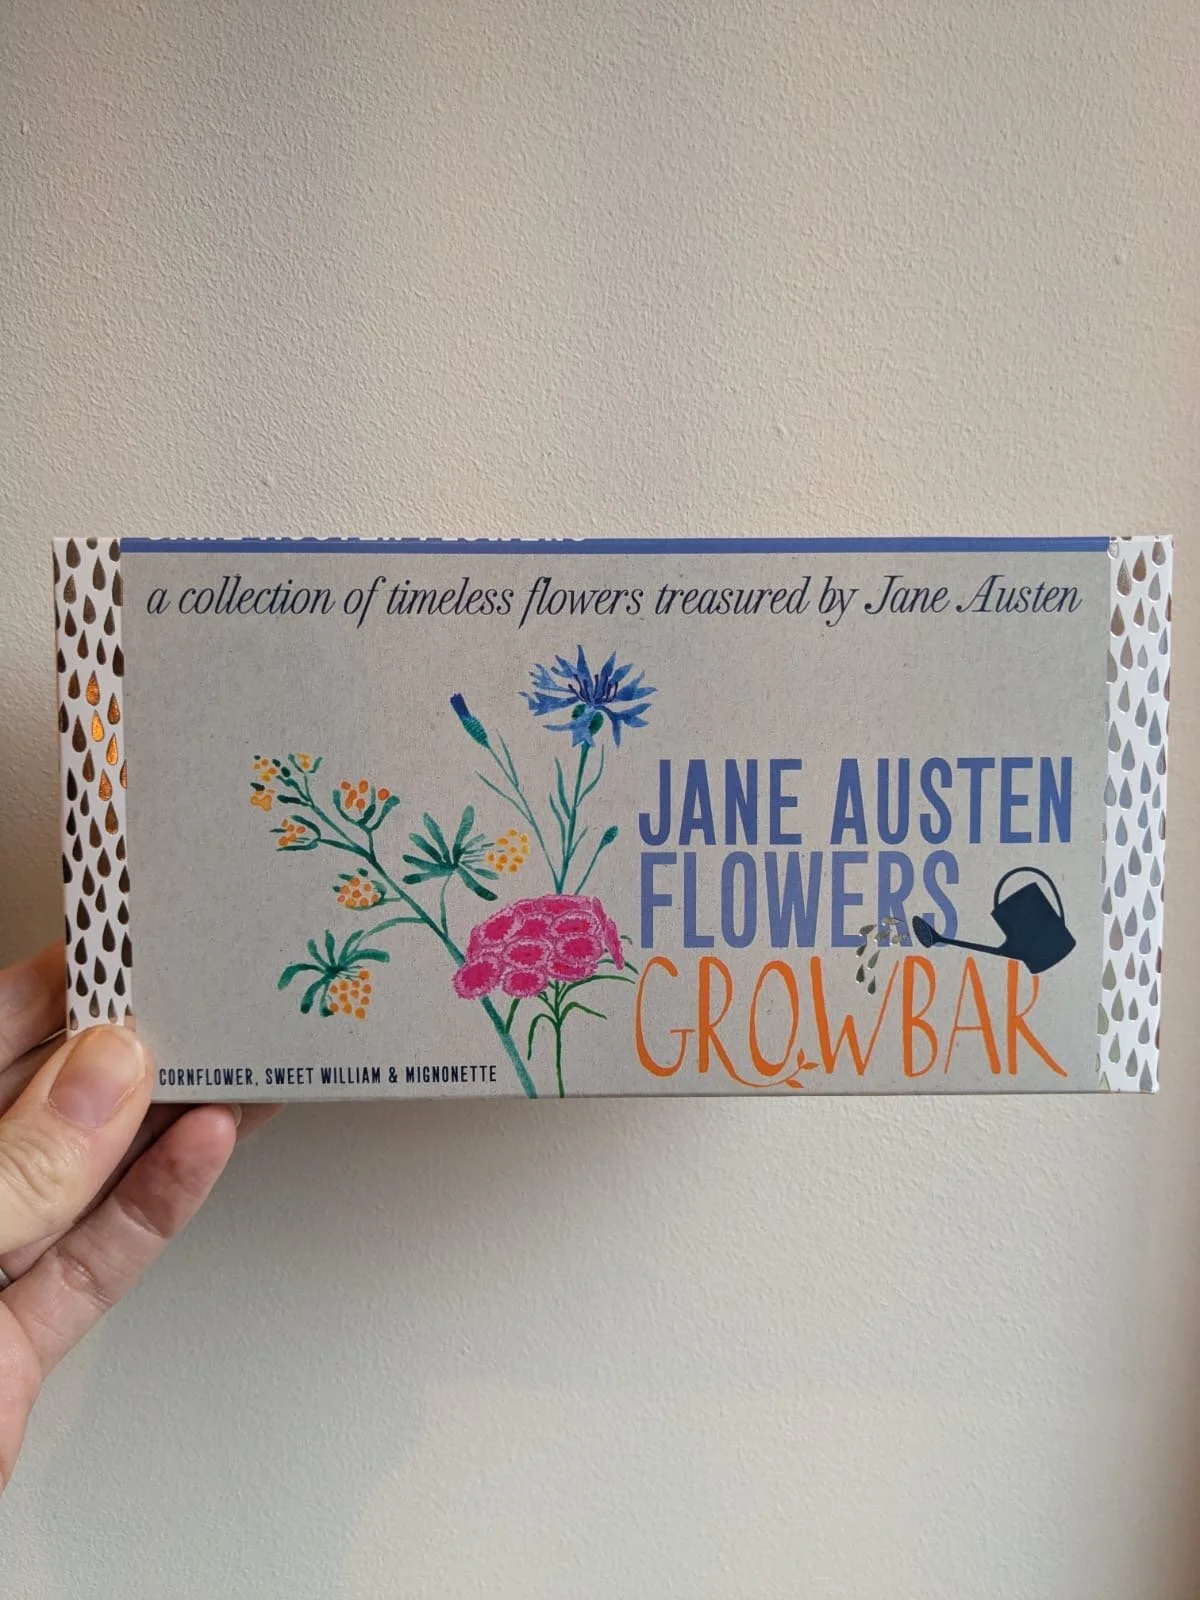 a collection of timeless flowers treasured by Jane Austen
JANE AUSTEN
FLOWERS
GROWBAR
CORNFLOWER, SWEET WILLIAM & MIGNONETTE